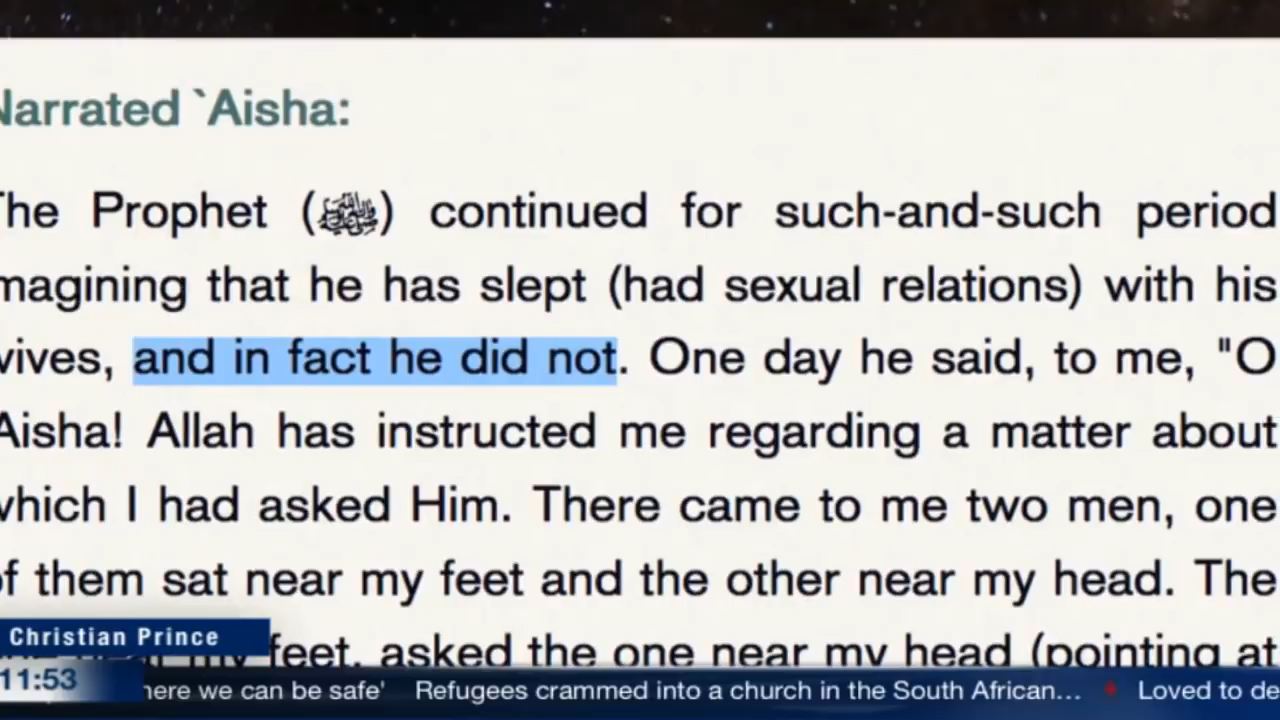 Narrated `Aisha:
The Prophet (ﷺ) continued for such-and-such period
imagining that he has slept (had sexual relations) with his
wives, and in fact he did not. One day he said, to me, "O
Aisha! Allah has instructed me regarding a matter about
which I had asked Him. There came to me two men, one
of them sat near my feet and the other near my head. The
near my feet, asked the one near my head (pointing at
Christian Prince
11:53
here we can be safe' Refugees crammed into a church in the South African... Loved to de